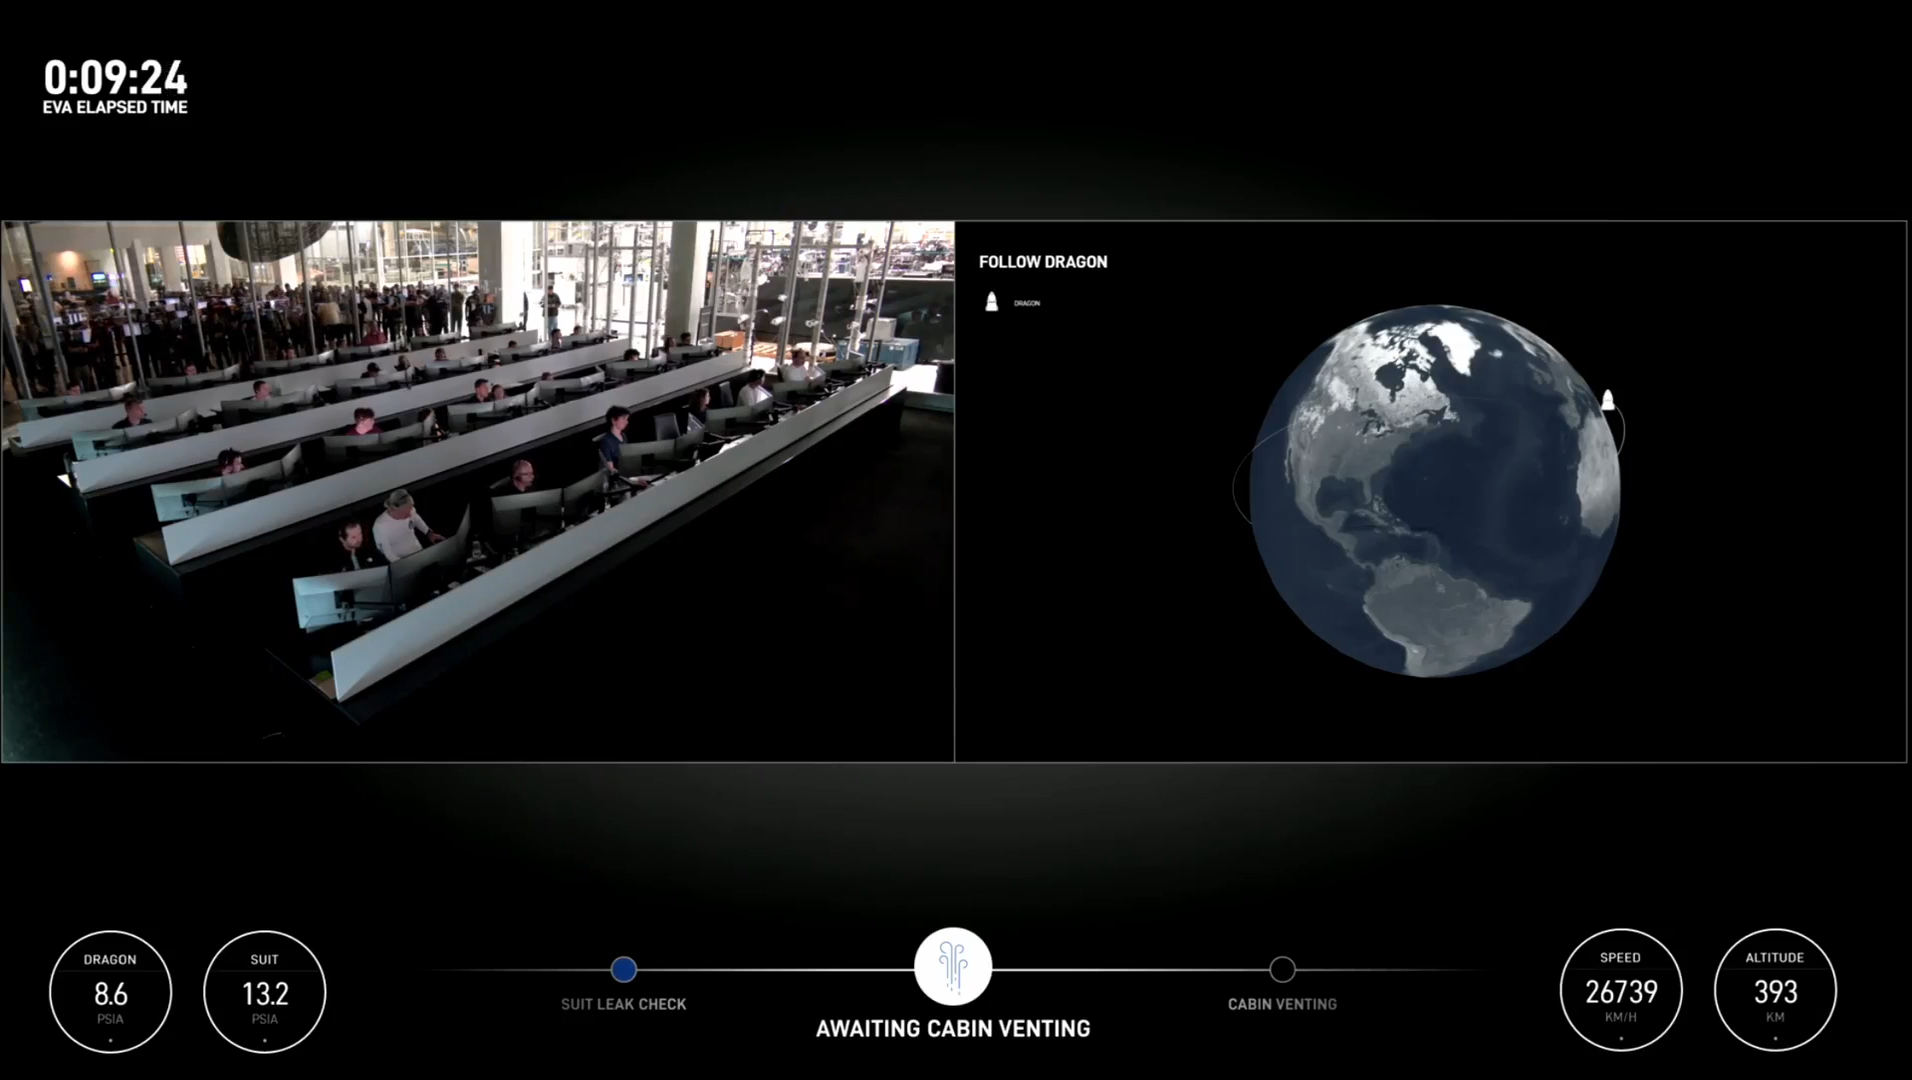 0:09:24
EVA ELAPSED TIME
FOLLOW DRAGON
DRAGON
DRAGON
8.6
PSIA
SUIT
13.2
PSIA
SUIT LEAK CHECK
AWAITING CABIN VENTING
CABIN VENTING
SPEED
26739
KM/H
ALTITUDE
393
KM